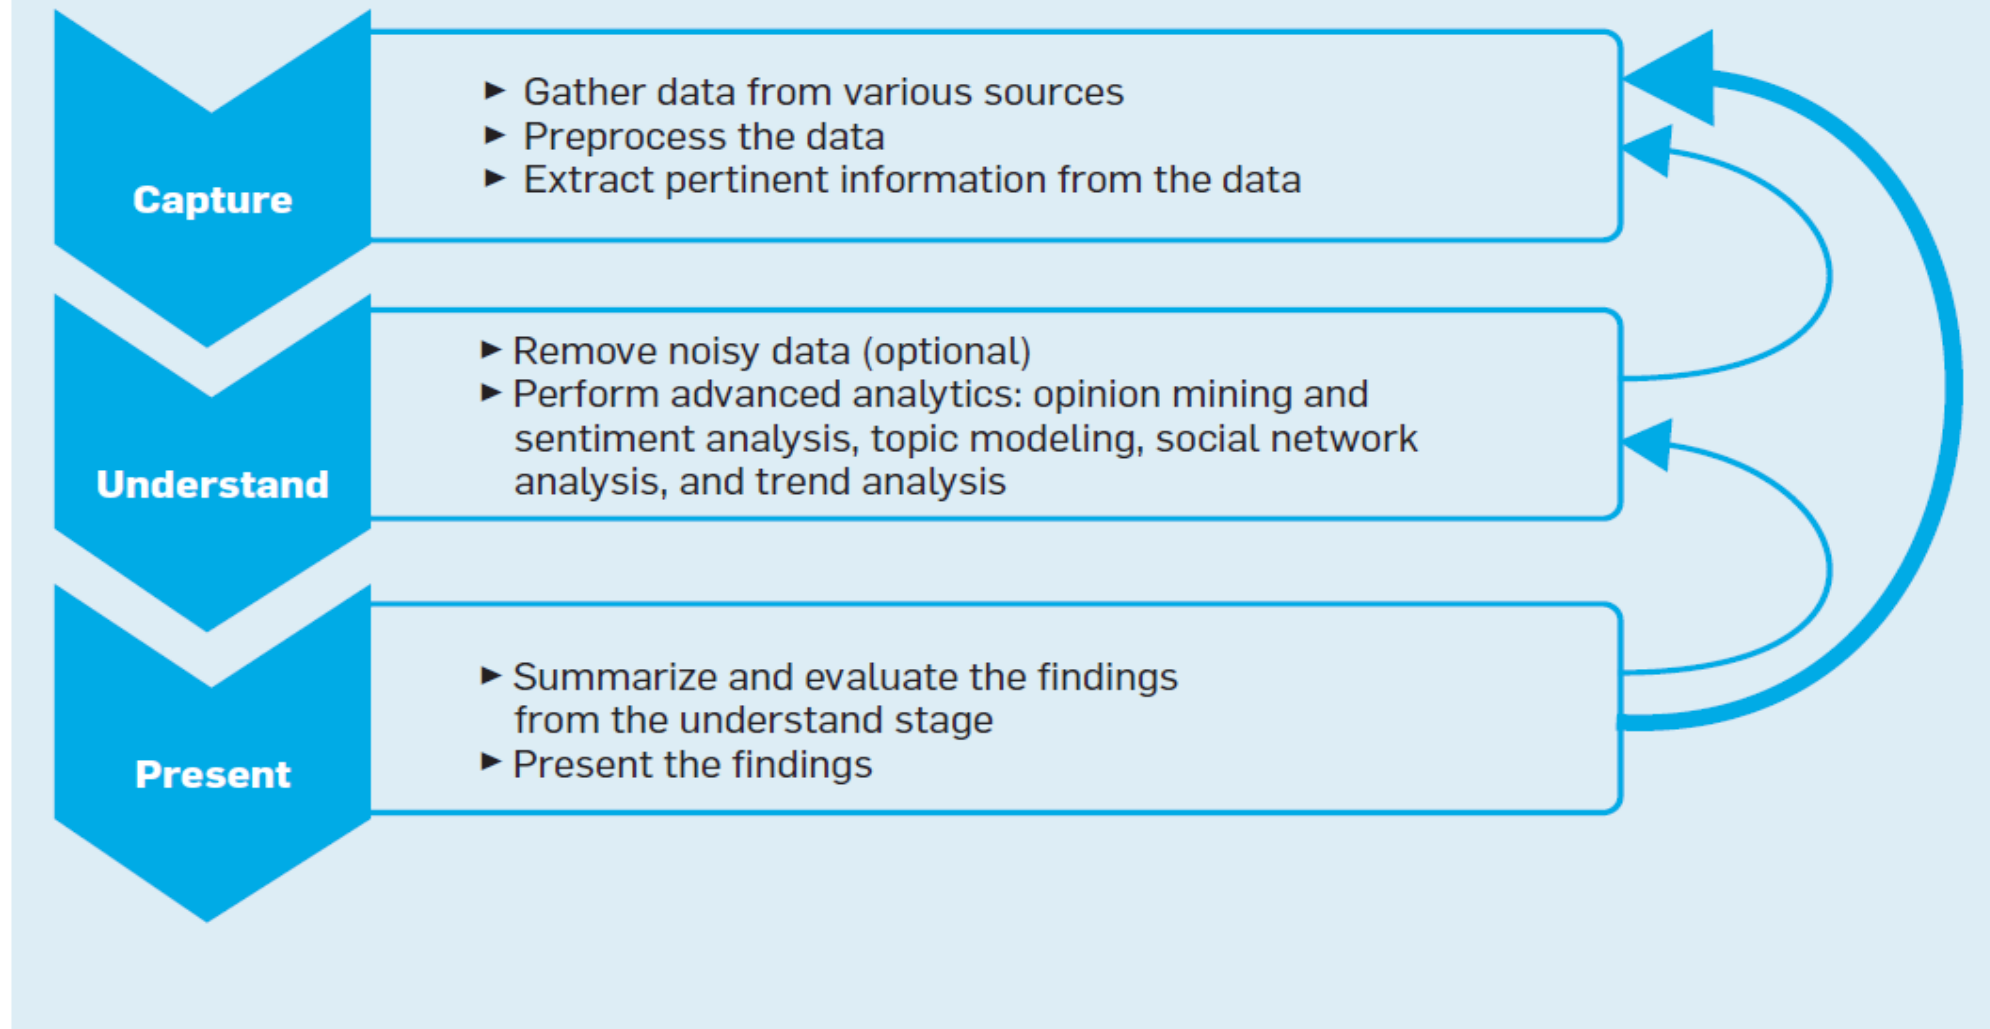 Capture
► Gather data from various sources
► Preprocess the data
► Extract pertinent information from the data
Understand
► Remove noisy data (optional)
► Perform advanced analytics: opinion mining and
sentiment analysis, topic modeling, social network
analysis, and trend analysis
Present
► Summarize and evaluate the findings
from the understand stage
► Present the findings